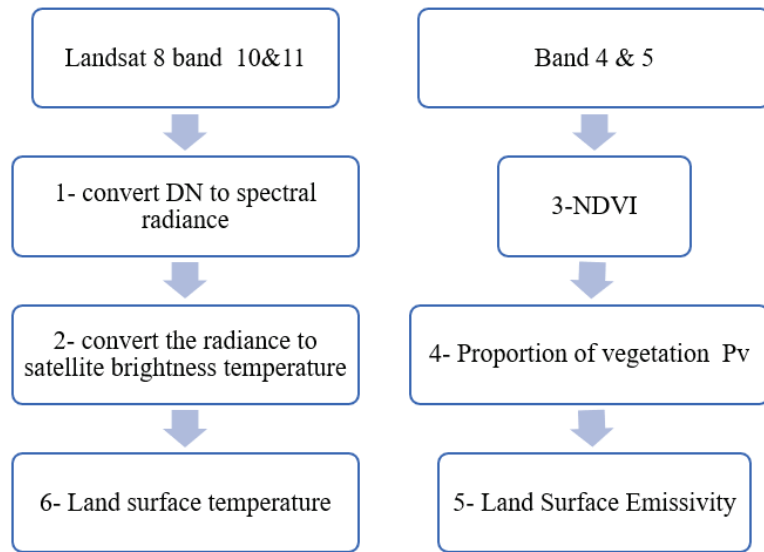 Landsat 8 band 10&11
1- convert DN to spectral
radiance
2- convert the radiance to
satellite brightness temperature
6- Land surface temperature
Band 4 & 5
3-NDVI
4- Proportion of vegetation Pv
5- Land Surface Emissivity